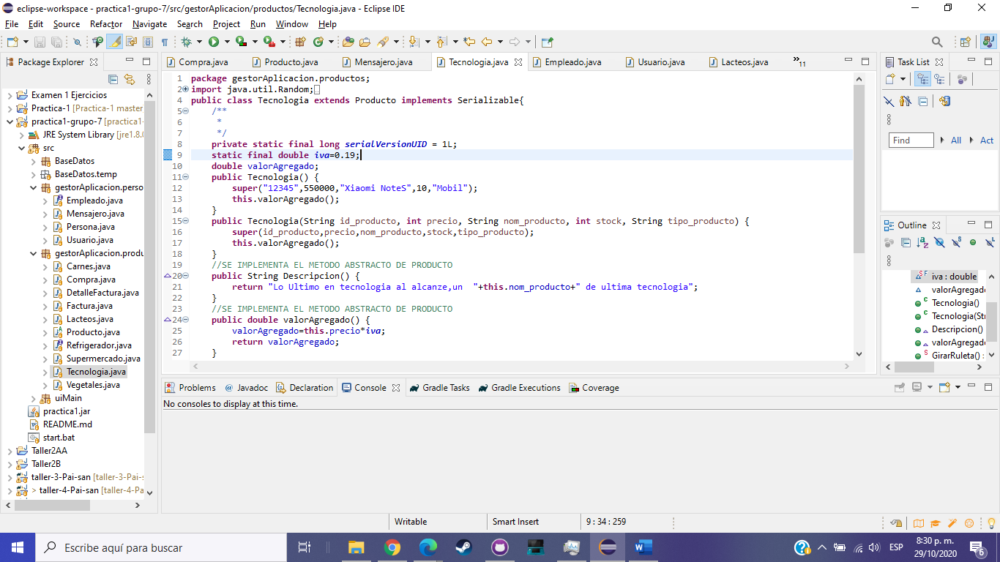 eclipse-workspace - practica1-grupo-7/src/gestorAplicacion/productos/Tecnologia.java - Eclipse IDE
File Edit Source Refactor Navigate Search Project Run Window Help
Package Explorer
Examen 1 Ejercicios
Practica-1 [Practica-1 master
practica1-grupo-7 [practica1-
JRE System Library [jre1.8.0
src
BaseDatos
BaseDatos.temp
gestorAplicacion.perso
Empleado.java
Mensajero.java
Persona.java
Usuario.java
gestorAplicacion.produ
Carnes.java
Compra.java
DetalleFactura.java
Factura.java
Lacteos.java
Producto.java
Refrigerador.java
Supermercado.java
Tecnologia.java
Vegetales.java
uiMain
practica1.jar
README.md
start.bat
Taller2AA
Taller2B
taller-3-Pai-san [taller-3-Pai-s
> taller-4-Pai-san [taller-4-Pa
Compra.java Producto.java Mensajero.java Tecnologia.java Empleado.java Usuario.java Lacteos.java »11
1 package gestorAplicacion.productos;
2 import java.util.Random;
4 public class Tecnologia extends Producto implements Serializable{
5 /**
6 *
7 */
8 private static final long serialVersionUID = 1L;
9 static final double iva=0.19;
10 double valorAgregado;
11 public Tecnologia() {
12 super("12345",550000,"Xiaomi NoteS",10,"Mobil");
13 this.valorAgregado();
14 }
15 public Tecnologia(String id_producto, int precio, String nom_producto, int stock, String tipo_producto) {
16 super(id_producto,precio,nom_producto,stock,tipo_producto);
17 this.valorAgregado();
18 }
19 //SE IMPLEMENTA EL METODO ABSTRACTO DE PRODUCTO
20 public String Descripcion() {
21 return "Lo Ultimo en tecnologia al alcanze,un  "+this.nom_producto+" de ultima tecnologia";
22 }
23 //SE IMPLEMENTA EL METODO ABSTRACTO DE PRODUCTO
24 public double valorAgregado() {
25 valorAgregado=this.precio*iva;
26 return valorAgregado;
27 }
Task List
Find All Act
Outline
iva : double
valorAgregado
Tecnologia()
Tecnologia(Str
Descripcion()
valorAgregado
GirarRuleta() :
Problems @ Javadoc Declaration Console Gradle Tasks Gradle Executions Coverage
No consoles to display at this time.
Writable Smart Insert 9 : 34 : 259
Escribe aquí para buscar
ESP
8:30 p. m.
29/10/2020
6